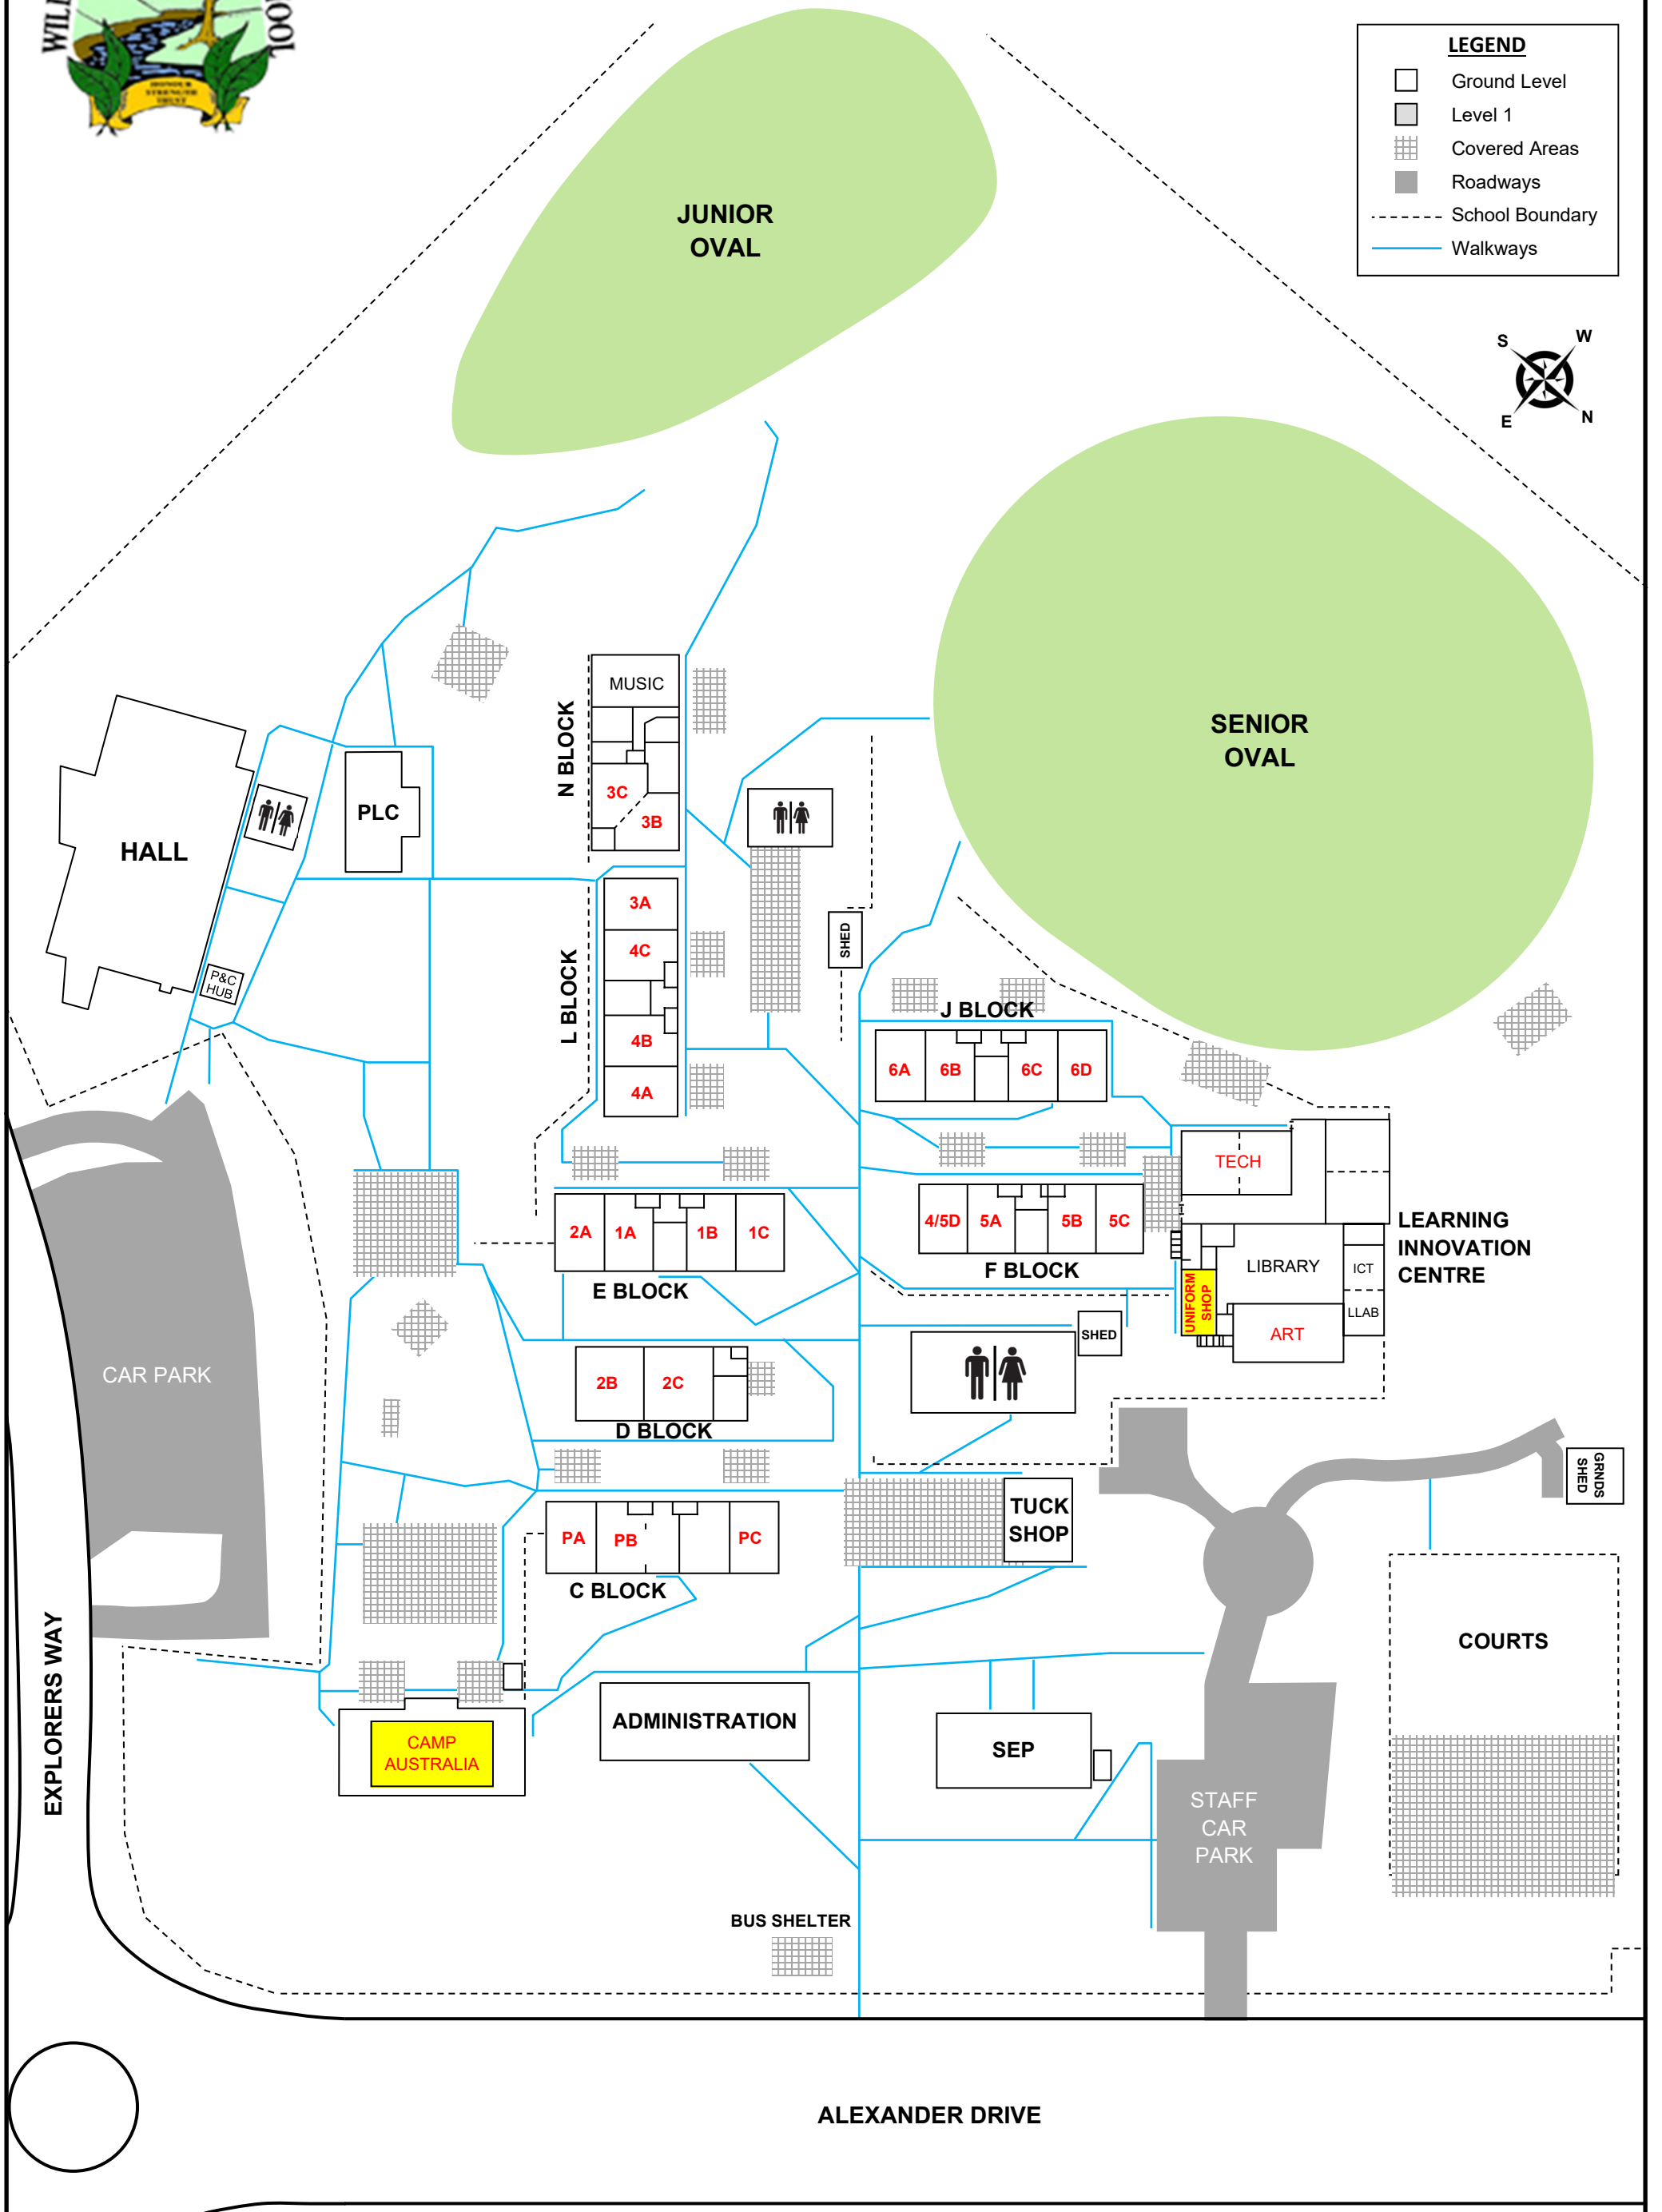 HONOUR
STRENGTH
TRUST
LEGEND
Ground Level
Level 1
Covered Areas
Roadways
School Boundary
Walkways
JUNIOR
OVAL
S
W
E
N
SENIOR
OVAL
N BLOCK
MUSIC
3C
3B
HALL
PLC
P&C
HUB
L BLOCK
3A
4C
4B
4A
SHED
J BLOCK
6A
6B
6C
6D
TECH
2A
1A
1B
1C
E BLOCK
4/5D
5A
5B
5C
F BLOCK
LIBRARY
ICT
LLAB
UNIFORM
SHOP
ART
LEARNING
INNOVATION
CENTRE
SHED
CAR PARK
2B
2C
D BLOCK
TUCK
SHOP
GRNDS
SHED
PA
PB
PC
C BLOCK
COURTS
EXPLORERS WAY
ADMINISTRATION
CAMP
AUSTRALIA
SEP
STAFF
CAR
PARK
BUS SHELTER
ALEXANDER DRIVE